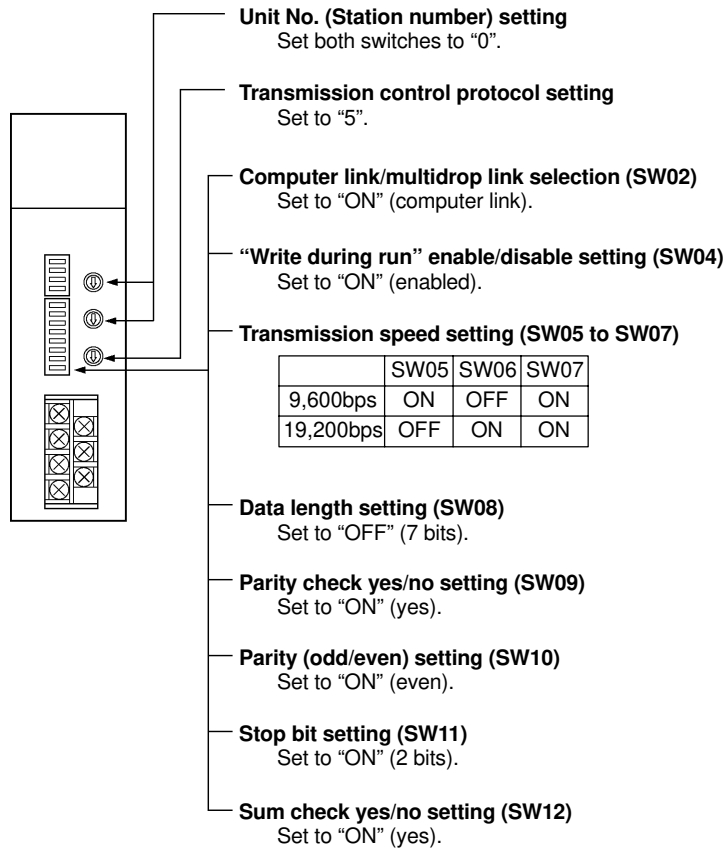 Unit No. (Station number) setting
Set both switches to “0”.
Transmission control protocol setting
Set to “5”.
Computer link/multidrop link selection (SW02)
Set to “ON” (computer link).
“Write during run” enable/disable setting (SW04)
Set to “ON” (enabled).
Transmission speed setting (SW05 to SW07)
SW05 SW06 SW07
9,600bps ON OFF ON
19,200bps OFF ON ON
Data length setting (SW08)
Set to “OFF” (7 bits).
Parity check yes/no setting (SW09)
Set to “ON” (yes).
Parity (odd/even) setting (SW10)
Set to “ON” (even).
Stop bit setting (SW11)
Set to “ON” (2 bits).
Sum check yes/no setting (SW12)
Set to “ON” (yes).